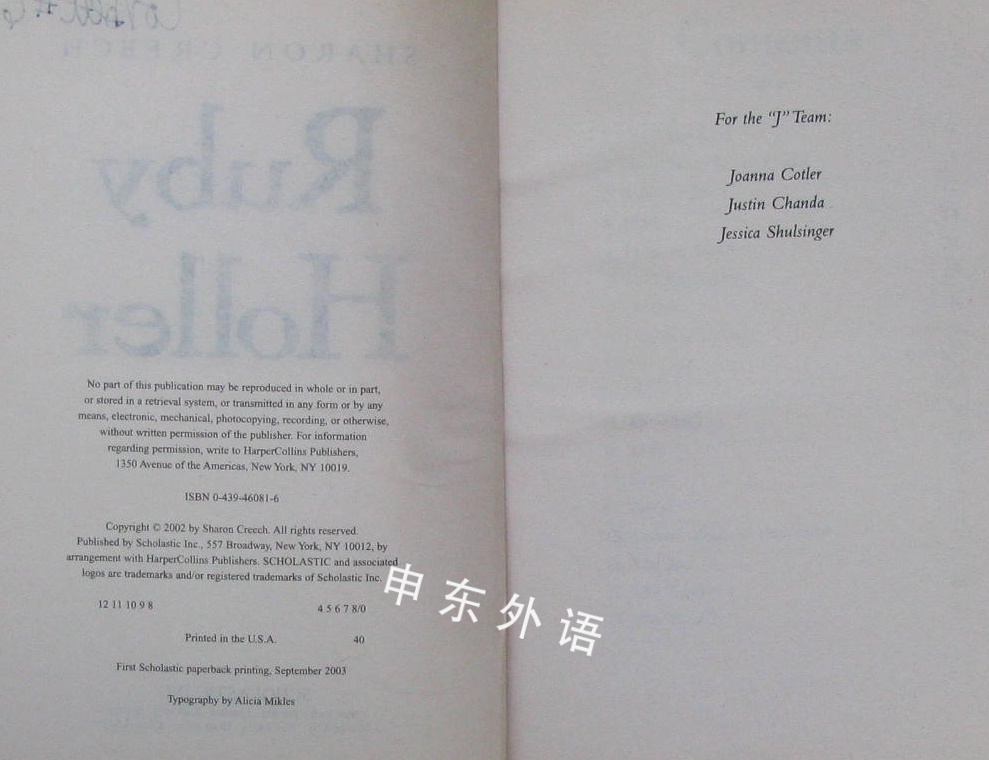 SHARON CREECH
Ruby
Holler
No part of this publication may be reproduced in whole or in part,
or stored in a retrieval system, or transmitted in any form or by any
means, electronic, mechanical, photocopying, recording, or otherwise,
without written permission of the publisher. For information
regarding permission, write to HarperCollins Publishers,
1350 Avenue of the Americas, New York, NY 10019.
ISBN 0-439-46081-6
Copyright © 2002 by Sharon Creech. All rights reserved.
Published by Scholastic Inc., 557 Broadway, New York, NY 10012, by
arrangement with HarperCollins Publishers. SCHOLASTIC and associated
logos are trademarks and/or registered trademarks of Scholastic Inc.
12 11 10 9 8 4 5 6 7 8/0
Printed in the U.S.A. 40
First Scholastic paperback printing, September 2003
Typography by Alicia Mikles
For the "J" Team:
Joanna Cotler
Justin Chanda
Jessica Shulsinger
申东外语